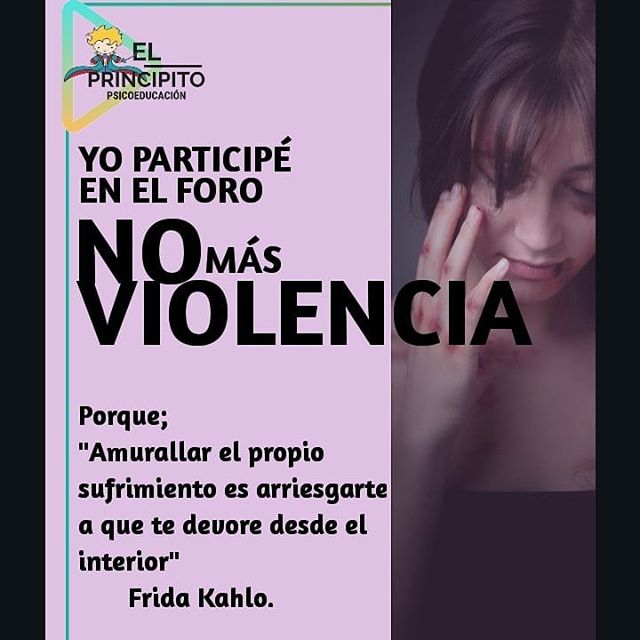 EL
PRINCIPITO
PSICOEDUCACIÓN
YO PARTICIPÉ
EN EL FORO
NO MÁS
VIOLENCIA
Porque;
"Amurallar el propio
sufrimiento es arriesgarte
a que te devore desde el
interior"
Frida Kahlo.